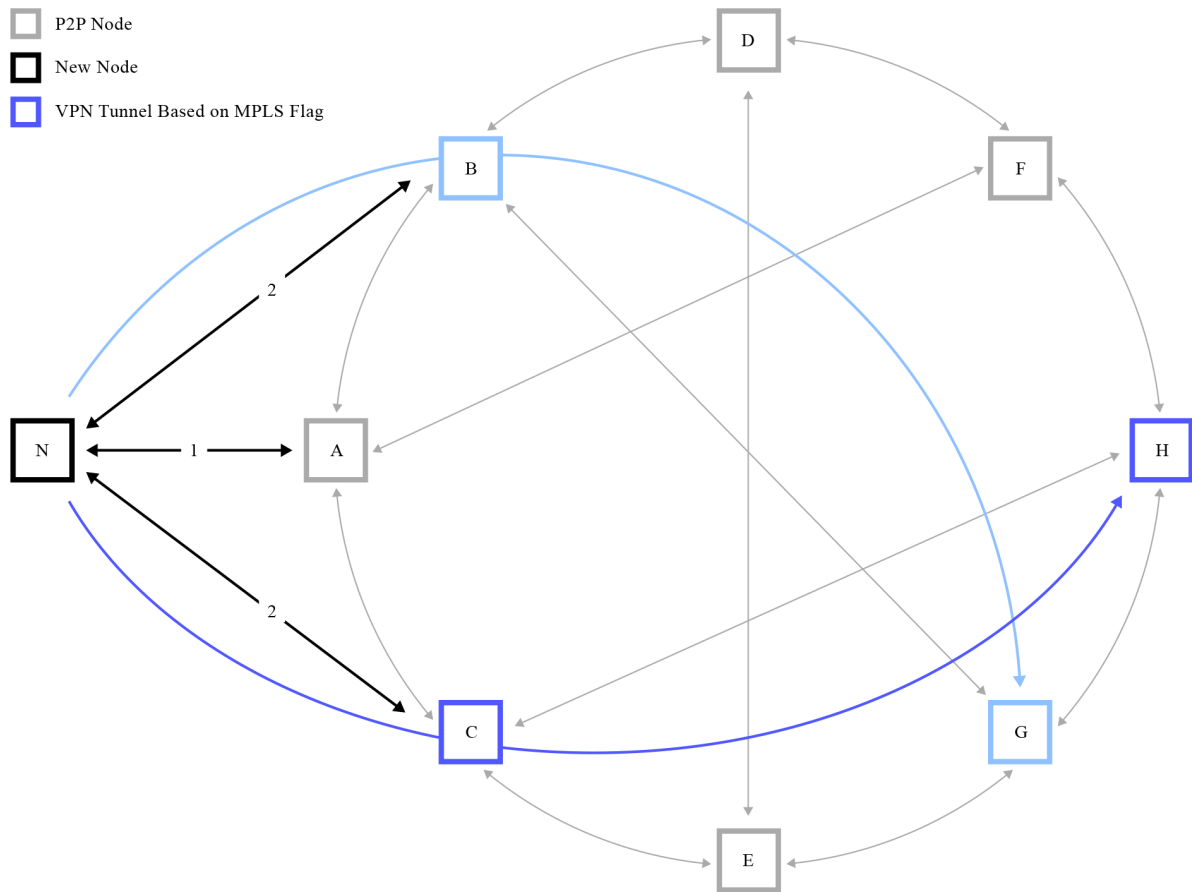 P2P Node
New Node
VPN Tunnel Based on MPLS Flag
D
B
F
2
N
1
A
H
2
C
G
E